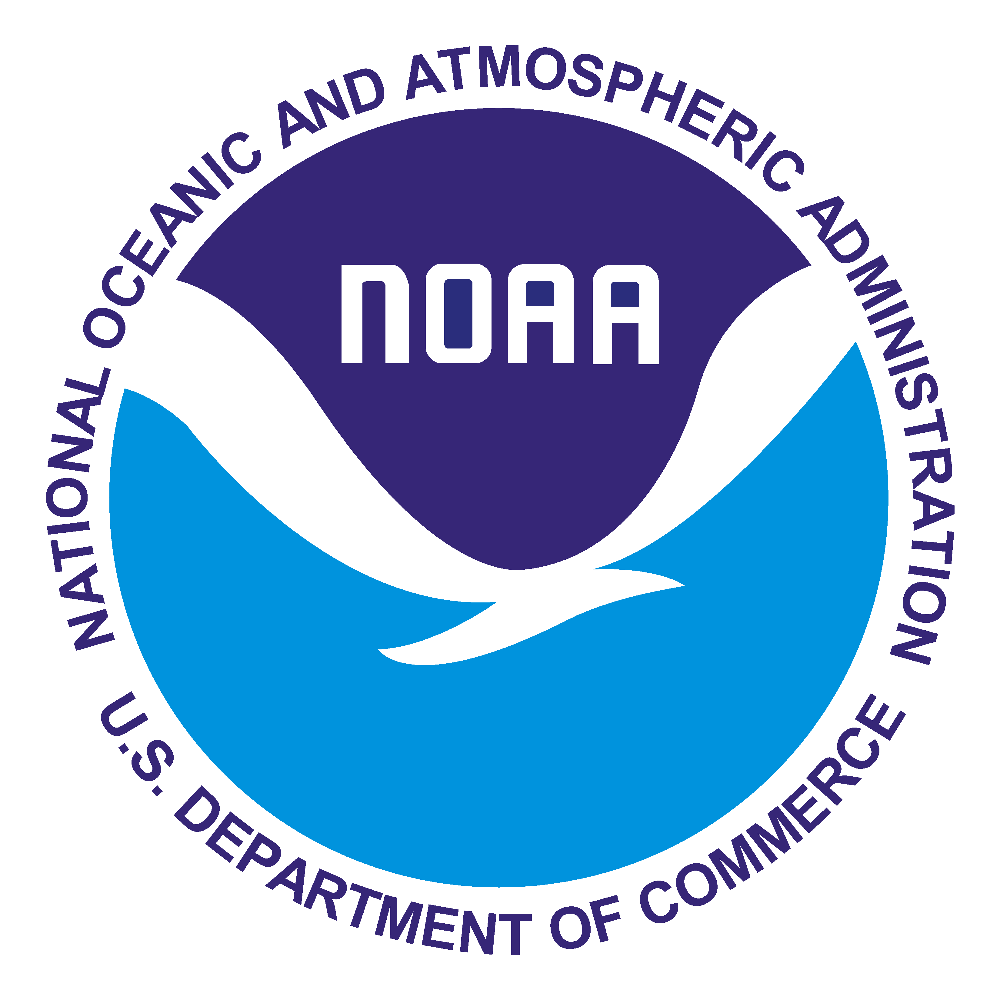 NATIONAL OCEANIC AND ATMOSPHERIC ADMINISTRATION
NOAA
U.S. DEPARTMENT OF COMMERCE